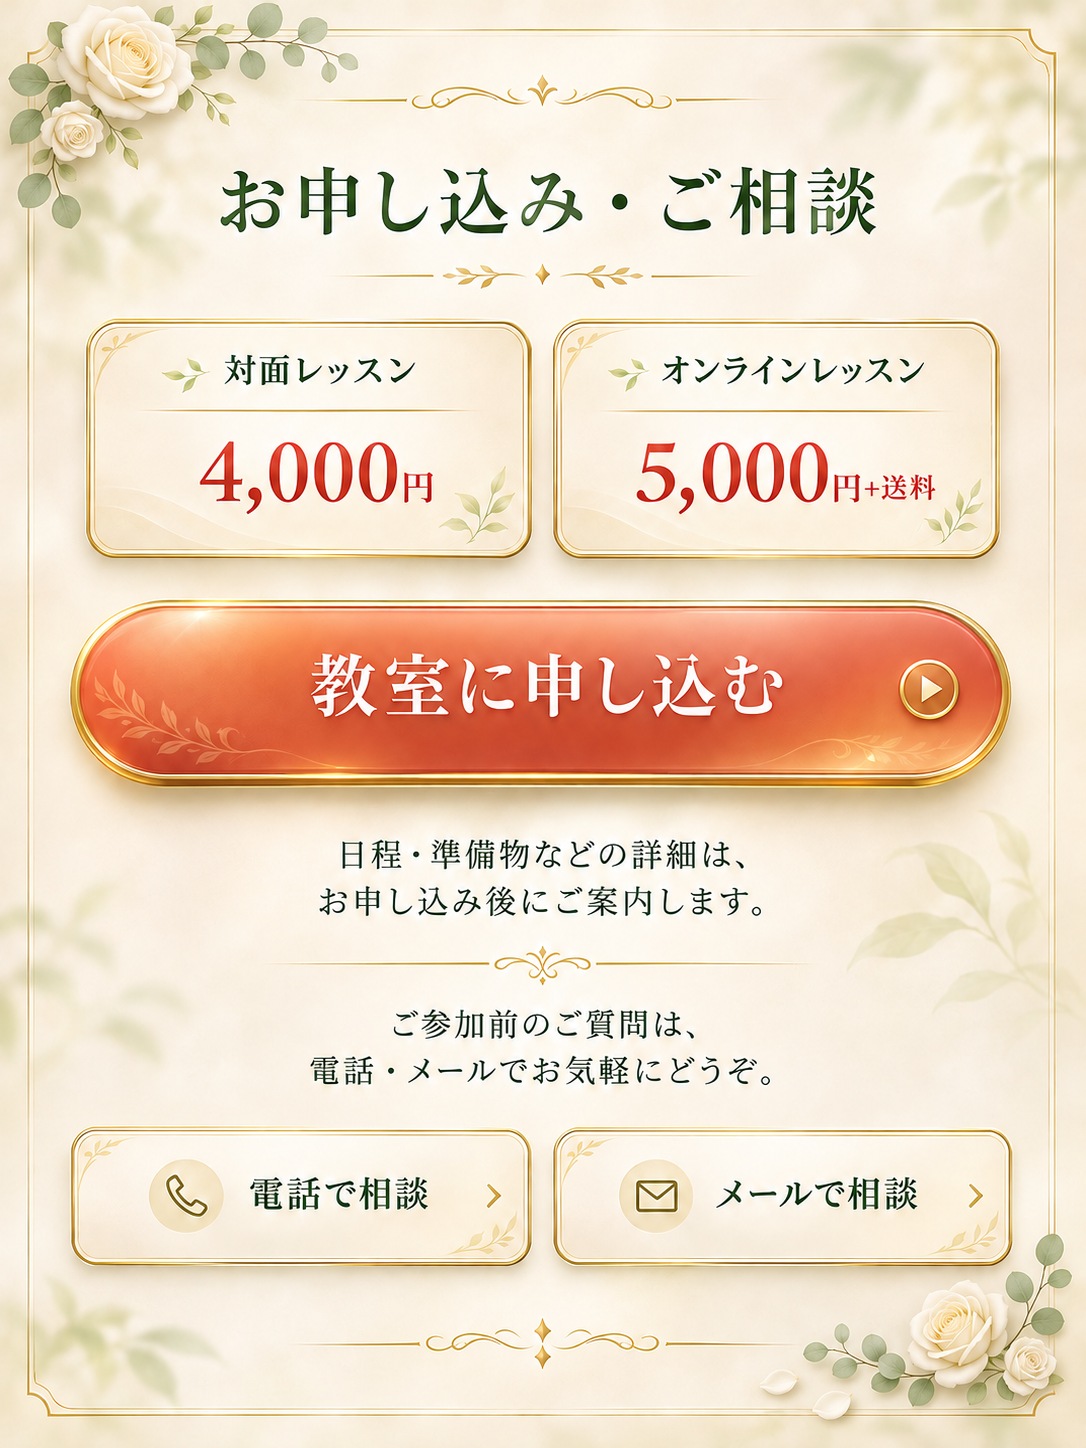 お申し込み・ご相談
対面レッスン
4,000円
オンラインレッスン
5,000円+送料
教室に申し込む
日程・準備物などの詳細は、
お申し込み後にご案内します。
ご参加前のご質問は、
電話・メールでお気軽にどうぞ。
電話で相談
メールで相談